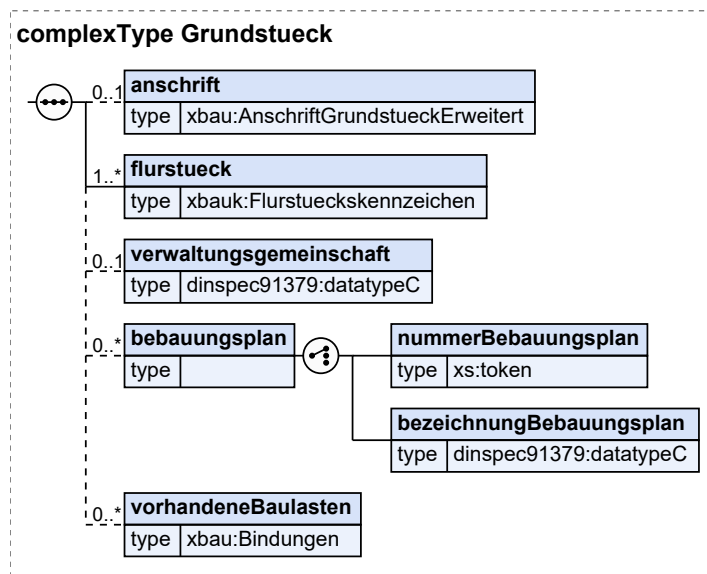 complexType Grundstueck
0..1
anschrift
type xbau:AnschriftGrundstueckErweitert
1..*
flurstueck
type xbauk:Flurstueckskennzeichen
0..1
verwaltungsgemeinschaft
type dinspec91379:datatypeC
0..*
bebauungsplan
type
nummerBebauungsplan
type xs:token
bezeichnungBebauungsplan
type dinspec91379:datatypeC
0..*
vorhandeneBaulasten
type xbau:Bindungen